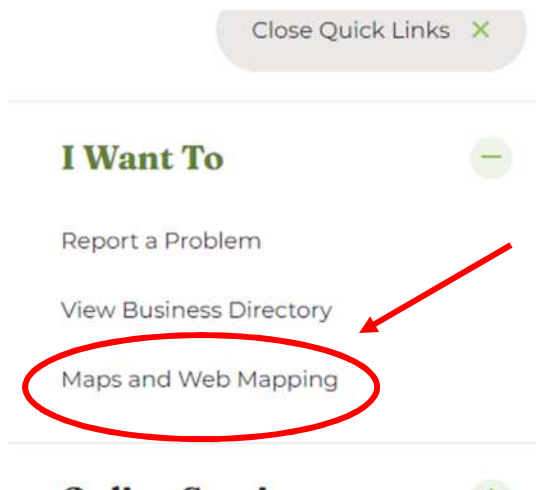 Close Quick Links ×
I Want To
Report a Problem
View Business Directory
Maps and Web Mapping